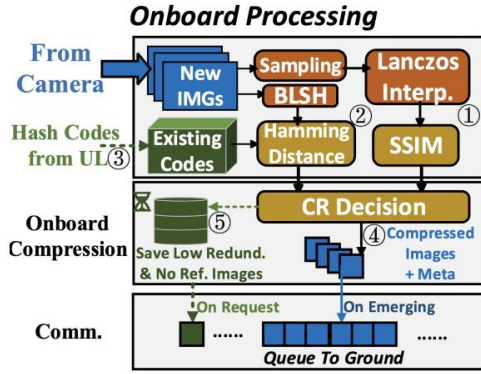 Onboard Processing
From
Camera
New
IMGs
Sampling
BLSH
Lanczos
Interp.
①
②
Hash Codes
from UL
③
Existing
Codes
Hamming
Distance
SSIM
Onboard
Compression
CR Decision
⑤
④
Save Low Redund.
& No Ref. Images
Compressed
Images
+ Meta
On Request
On Emerging
Comm.
......
......
Queue To Ground